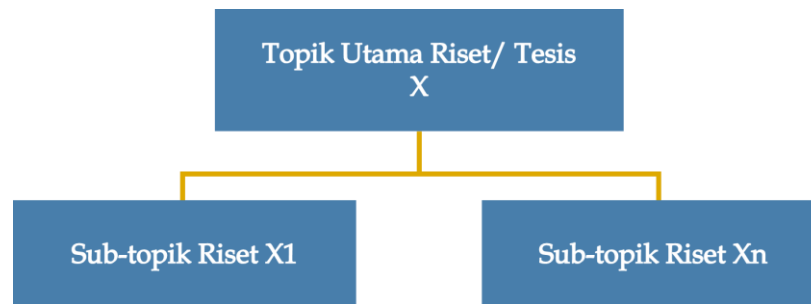 Topik Utama Riset/ Tesis
X
Sub-topik Riset X1
Sub-topik Riset Xn